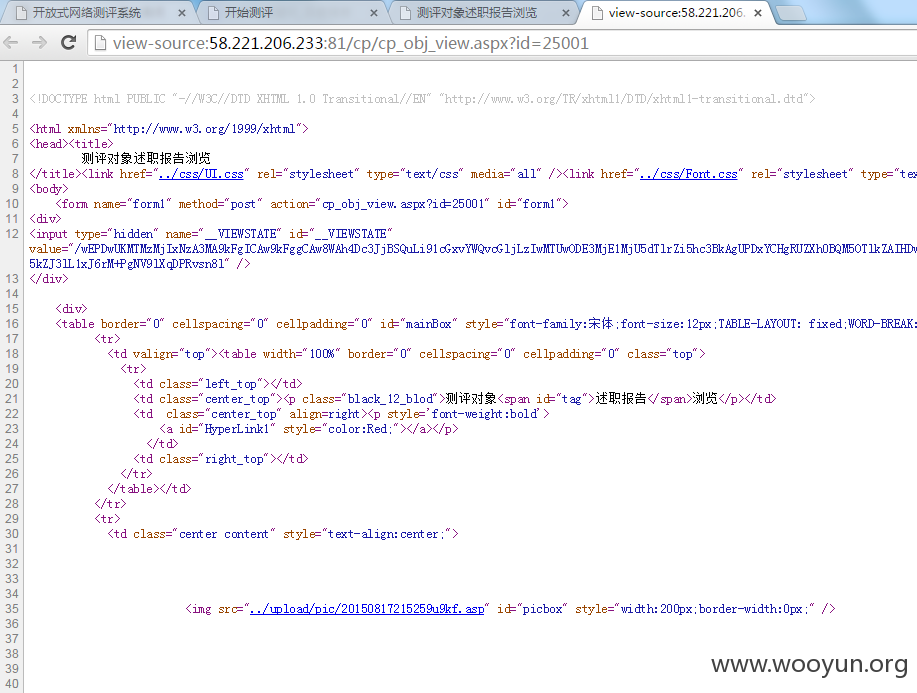 开放式网络测评系统
开始测评
测评对象述职报告浏览
view-source:58.221.206.
view-source:58.221.206.233:81/cp/cp_obj_view.aspx?id=25001
1
2
3 <!DOCTYPE html PUBLIC "-//W3C//DTD XHTML 1.0 Transitional//EN" "http://www.w3.org/TR/xhtml1/DTD/xhtml1-transitional.dtd">
4
5 <html xmlns="http://www.w3.org/1999/xhtml">
6 <head><title>
7 测评对象述职报告浏览
8 </title><link href="../css/UI.css" rel="stylesheet" type="text/css" media="all" /><link href="../css/Font.css" rel="stylesheet" type="tex
9 <body>
10 <form name="form1" method="post" action="cp_obj_view.aspx?id=25001" id="form1">
11 <div>
12 <input type="hidden" name="__VIEWSTATE" id="__VIEWSTATE"
value="
" />
13 </div>
14
15 <div>
16 <table border="0" cellspacing="0" cellpadding="0" id="mainBox" style="font-family:宋体;font-size:12px;TABLE-LAYOUT: fixed;WORD-BREAK:
17 <tr>
18 <td valign="top"><table width="100%" border="0" cellspacing="0" cellpadding="0" class="top">
19 <tr>
20 <td class="left_top"></td>
21 <td class="center_top"><p class="black_12_blod">测评对象<span id="tag">述职报告</span>浏览</p></td>
22 <td  class="center_top" align=right><p style='font-weight:bold'>
23 <a id="HyperLink1" style="color:Red;"></a></p>
24 </td>
25 <td class="right_top"></td>
26 </tr>
27 </table></td>
28 </tr>
29 <tr>
30 <td class="center content" style="text-align:center;">
31
32
33
34
35 <img src="../upload/pic/20150817215259u9kf.asp" id="picbox" style="width:200px;border-width:0px;" />
36
37
38
39
40
www.wooyun.org